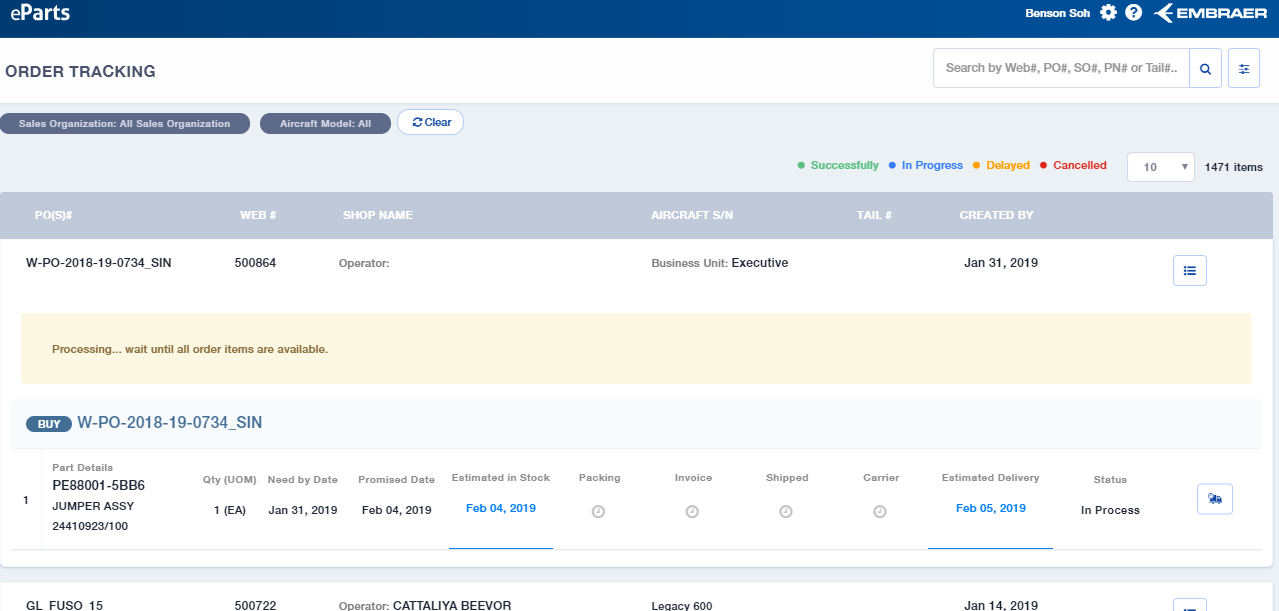 eParts
Benson Soh
EMBRAER
ORDER TRACKING
Search by Web#, PO#, SO#, PN# or Tail#..
Sales Organization: All Sales Organization
Aircraft Model: All
Clear
Successfully
In Progress
Delayed
Cancelled
10
1471 items
PO(S)# WEB # SHOP NAME AIRCRAFT S/N TAIL # CREATED BY
W-PO-2018-19-0734_SIN 500864 Operator: Business Unit: Executive Jan 31, 2019
Processing... wait until all order items are available.
BUY W-PO-2018-19-0734_SIN
1
Part Details
PE88001-5BB6
JUMPER ASSY
24410923/100
Qty (UOM) Need by Date Promised Date Estimated in Stock Packing Invoice Shipped Carrier Estimated Delivery Status
1 (EA) Jan 31, 2019 Feb 04, 2019 Feb 04, 2019 Feb 05, 2019 In Process
GL_FUSO_15 500722 Operator: CATTALIYA BEEVOR Legacy 600 Jan 14, 2019